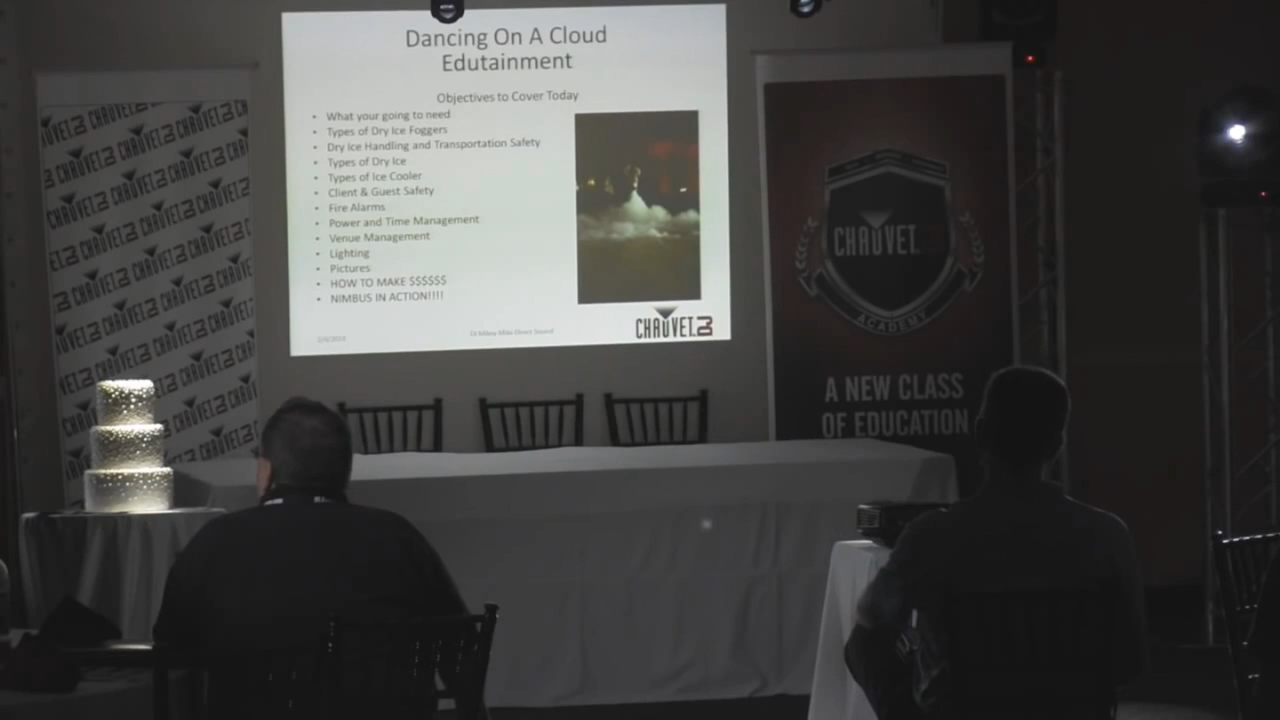 Dancing On A Cloud
Edutainment
Objectives to Cover Today
• What your going to need
• Types of Dry Ice Foggers
• Dry Ice Handling and Transportation Safety
• Types of Dry Ice
• Types of Ice Cooler
• Client & Guest Safety
• Fire Alarms
• Power and Time Management
• Venue Management
• Lighting
• Pictures
• HOW TO MAKE $$$$$$
• NIMBUS IN ACTION!!!!
CHAUVET DJ
CHAUVET
ACADEMY
A NEW CLASS
OF EDUCATION